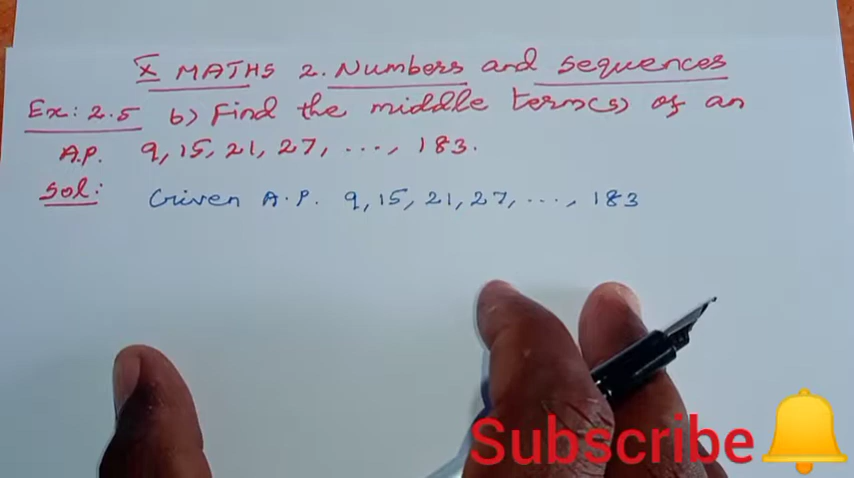 X MATHS 2. Numbers and sequences
Ex: 2.5 b) Find the middle term(s) of an
A.P. 9, 15, 21, 27, ..., 183.
Sol: Given A.P. 9, 15, 21, 27, ..., 183
Subscribe